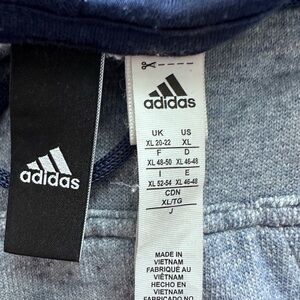 adidas
adidas
UK US
XL 20-22 XL
F D
XL 48-50 XL 46-48
I E
XL 52-54 XL 46-48
CDN
XL/TG
J
MADE IN
VIETNAM
FABRIQUÉ AU
VIETNAM
HECHO EN
VIETNAM
FABRICADO NO